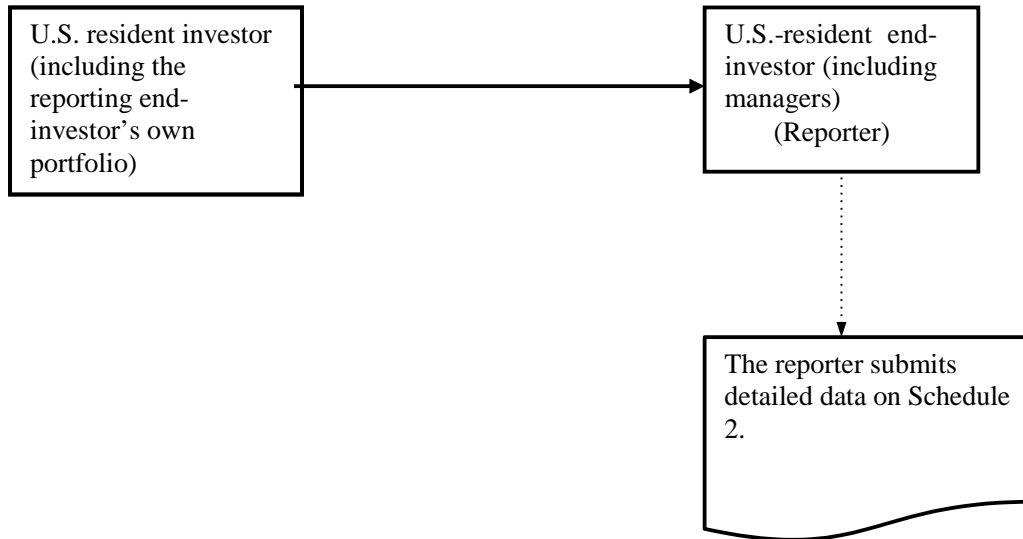 U.S. resident investor
(including the
reporting end-
investor's own
portfolio)
U.S.-resident end-
investor (including
managers)
(Reporter)
The reporter submits
detailed data on Schedule
2.